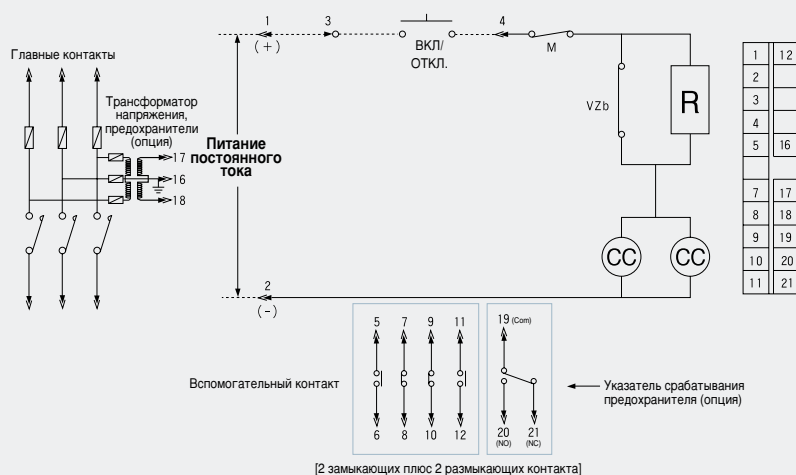 1
3
4
(+)
ВКЛ/
ОТКЛ.
M
Главные контакты
Трансформатор
напряжения,
предохранители
(опция)
17
16
18
Питание
постоянного
тока
VZb
R
CC
CC
2
(-)
1 12
2
3
4
5 16
7 17
8 18
9 19
10 20
11 21
5 7 9 11
19 (Com)
Вспомогательный контакт
6 8 10 12
20 21
(NO) (NC)
Указатель срабатывания
предохранителя (опция)
[2 замыкающих плюс 2 размыкающих контакта]